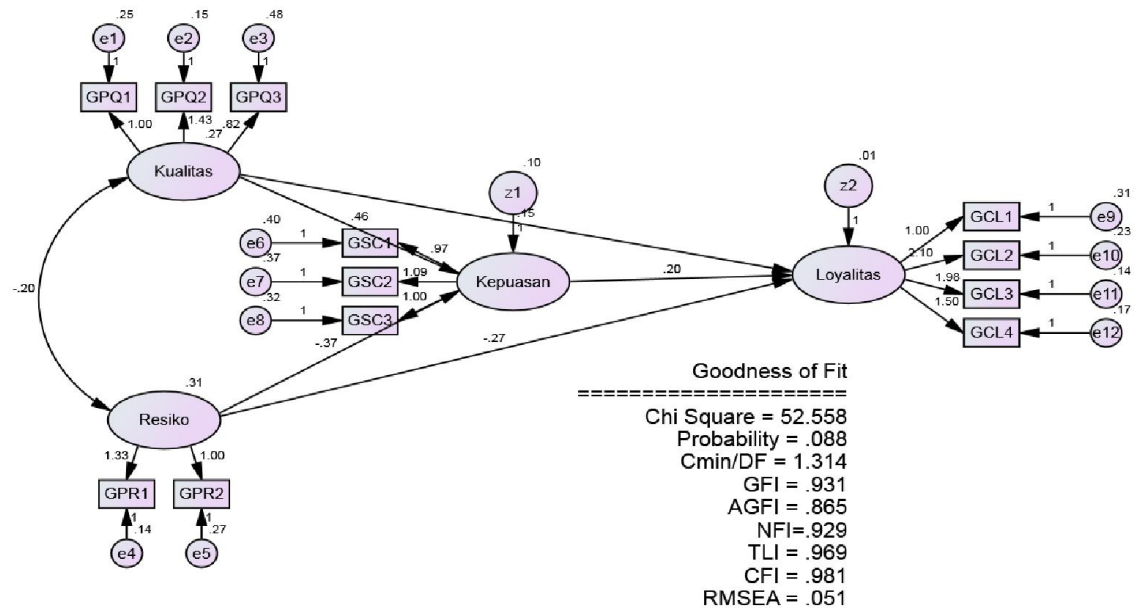 .25 .15 .48
e1 e2 e3
1 1 1
GPQ1 GPQ2 GPQ3
1.00 1.43 .82
.27
Kualitas
.10
z1
1
.01
z2
1
.46
.15
.40
e6 1 GSC1 .97
.37
e7 1 GSC2 1.09
.32
e8 1 GSC3 1.00
Kepuasan
.20
Loyalitas
.31
1.00 GCL1 1 e9
.23
2.10 GCL2 1 e10
.14
1.98 GCL3 1 e11
.17
1.50 GCL4 1 e12
-.20
-.37
-.27
.31
Resiko
1.33 1.00
GPR1 GPR2
1 1
.14 .27
e4 e5
Goodness of Fit
=====================
Chi Square = 52.558
Probability = .088
Cmin/DF = 1.314
GFI = .931
AGFI = .865
NFI=.929
TLI = .969
CFI = .981
RMSEA = .051